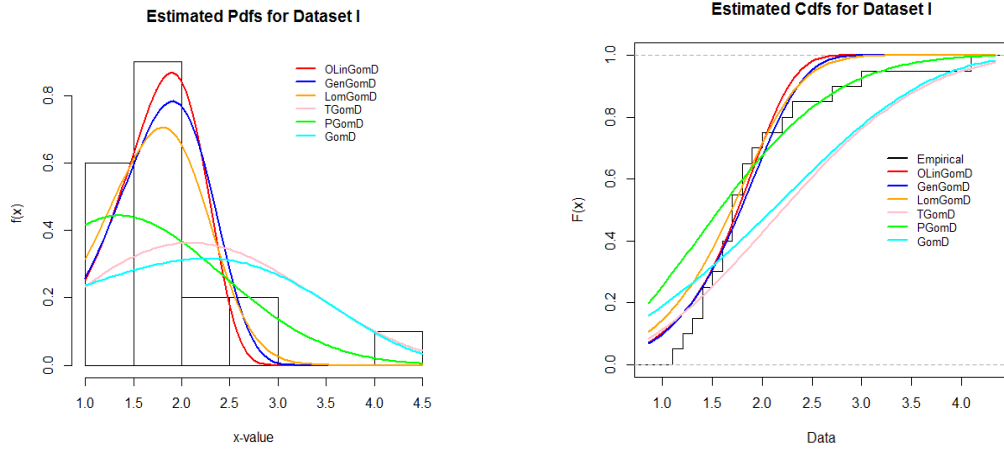 Estimated Pdfs for Dataset I
f(x)
0.8
0.6
0.4
0.2
0.0
OLinGomD
GenGomD
LomGomD
TGomD
PGomD
GomD
1.0 1.5 2.0 2.5 3.0 3.5 4.0 4.5
x-value
Estimated Cdfs for Dataset I
F(x)
1.0
0.8
0.6
0.4
0.2
0.0
Empirical
OLinGomD
GenGomD
LomGomD
TGomD
PGomD
GomD
1.0 1.5 2.0 2.5 3.0 3.5 4.0
Data